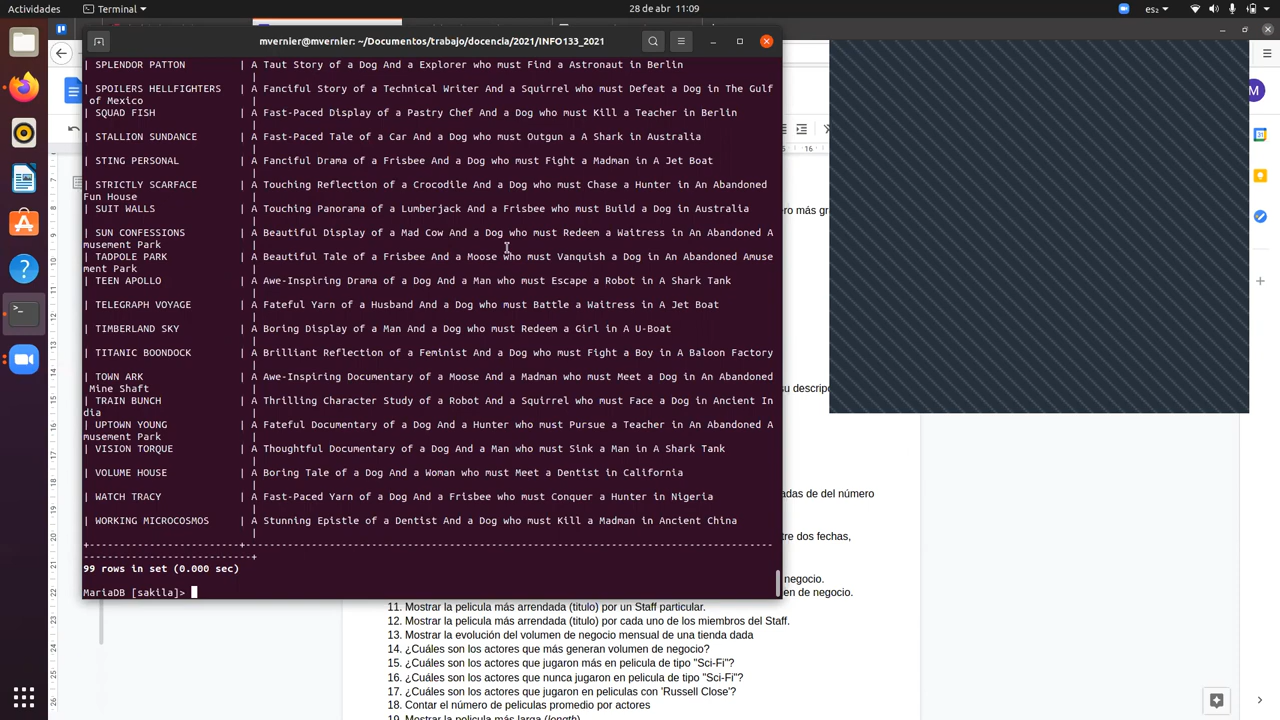 Actividades
Terminal
28 de abr 11:09
es₂
mvernier@mvernier: ~/Documentos/trabajo/docencia/2021/INFO133_2021
| SPLENDOR PATTON | A Taut Story of a Dog And a Explorer who must Find a Astronaut in Berlin
|
| SPOILERS HELLFIGHTERS | A Fanciful Story of a Technical Writer And a Squirrel who must Defeat a Dog in The Gulf
of Mexico |
| SQUAD FISH | A Fast-Paced Display of a Pastry Chef And a Dog who must Kill a Teacher in Berlin
|
| STALLION SUNDANCE | A Fast-Paced Tale of a Car And a Dog who must Outgun a A Shark in Australia
|
| STING PERSONAL | A Fanciful Drama of a Frisbee And a Dog who must Fight a Madman in A Jet Boat
|
| STRICTLY SCARFACE | A Touching Reflection of a Crocodile And a Dog who must Chase a Hunter in An Abandoned
Fun House |
| SUIT WALLS | A Touching Panorama of a Lumberjack And a Frisbee who must Build a Dog in Australia
|
| SUN CONFESSIONS | A Beautiful Display of a Mad Cow And a Dog who must Redeem a Waitress in An Abandoned A
musement Park |
| TADPOLE PARK | A Beautiful Tale of a Frisbee And a Moose who must Vanquish a Dog in An Abandoned Amuse
ment Park |
| TEEN APOLLO | A Awe-Inspiring Drama of a Dog And a Man who must Escape a Robot in A Shark Tank
|
| TELEGRAPH VOYAGE | A Fateful Yarn of a Husband And a Dog who must Battle a Waitress in A Jet Boat
|
| TIMBERLAND SKY | A Boring Display of a Man And a Dog who must Redeem a Girl in A U-Boat
|
| TITANIC BOONDOCK | A Brilliant Reflection of a Feminist And a Dog who must Fight a Boy in A Baloon Factory
|
| TOWN ARK | A Awe-Inspiring Documentary of a Moose And a Madman who must Meet a Dog in An Abandoned
Mine Shaft |
| TRAIN BUNCH | A Thrilling Character Study of a Robot And a Squirrel who must Face a Dog in Ancient In
dia |
| UPTOWN YOUNG | A Fateful Documentary of a Dog And a Hunter who must Pursue a Teacher in An Abandoned A
musement Park |
| VISION TORQUE | A Thoughtful Documentary of a Dog And a Man who must Sink a Man in A Shark Tank
|
| VOLUME HOUSE | A Boring Tale of a Dog And a Woman who must Meet a Dentist in California
|
| WATCH TRACY | A Fast-Paced Yarn of a Dog And a Frisbee who must Conquer a Hunter in Nigeria
|
| WORKING MICROCOSMOS | A Stunning Epistle of a Dentist And a Dog who must Kill a Madman in Ancient China
|
99 rows in set (0.000 sec)
MariaDB [sakila]>
ero más gr
su descripc
adas de del número
tre dos fechas,
negocio.
en de negocio.
11. Mostrar la pelicula más arrendada (titulo) por un Staff particular.
12. Mostrar la pelicula más arrendada (titulo) por cada uno de los miembros del Staff.
13. Mostrar la evolución del volumen de negocio mensual de una tienda dada
14. ¿Cuáles son los actores que más generan volumen de negocio?
15. ¿Cuáles son los actores que jugaron más en pelicula de tipo "Sci-Fi"?
16. ¿Cuáles son los actores que nunca jugaron en pelicula de tipo "Sci-Fi"?
17. ¿Cuáles son los actores que jugaron en peliculas con 'Russell Close'?
18. Contar el número de peliculas promedio por actores
19. Mostrar la pelicula más larga (length)
15
16
M